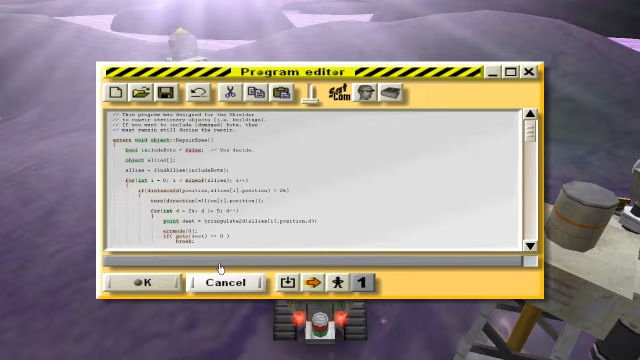 Program editor
Sat
Com
// This program was designed for the Shielder
// to repair stationary objects (i.e. buildings).
// If you want to include (damaged) bots, then
// must remain still during the repair.
extern void object::RepairBase()
{
bool includeBots = false; // You decide.
object allies[];
allies = findAllies(includeBots);
for(int i = 0; i < sizeof(allies); i++)
{
if(distance2d(position,allies[i].position) > 26)
{
turn(direction(allies[i].position));
for(int d = 24; d >= 5; d--)
{
point dest = triangulate2d(allies[i].position,d);
errmode(0);
if( goto(dest) == 0 )
break;
OK
Cancel
1